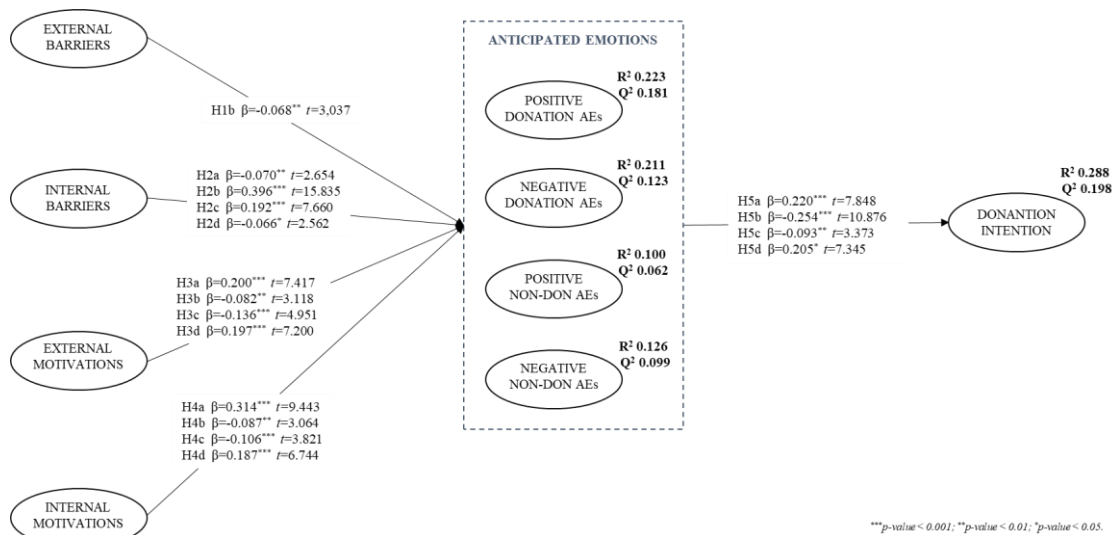 EXTERNAL
BARRIERS
H1b β=-0.068** t=3,037
INTERNAL
BARRIERS
H2a β=-0.070** t=2.654
H2b β=0.396*** t=15.835
H2c β=0.192*** t=7.660
H2d β=-0.066* t=2.562
EXTERNAL
MOTIVATIONS
H3a β=0.200*** t=7.417
H3b β=-0.082** t=3.118
H3c β=-0.136*** t=4.951
H3d β=0.197*** t=7.200
INTERNAL
MOTIVATIONS
H4a β=0.314*** t=9.443
H4b β=-0.087** t=3.064
H4c β=-0.106*** t=3.821
H4d β=0.187*** t=6.744
ANTICIPATED EMOTIONS
R² 0.223
Q² 0.181
POSITIVE
DONATION AEs
R² 0.211
Q² 0.123
NEGATIVE
DONATION AEs
R² 0.100
Q² 0.062
POSITIVE
NON-DON AEs
R² 0.126
Q² 0.099
NEGATIVE
NON-DON AEs
H5a β=0.220*** t=7.848
H5b β=-0.254*** t=10.876
H5c β=-0.093** t=3.373
H5d β=0.205* t=7.345
R² 0.288
Q² 0.198
DONANTION
INTENTION
***p-value < 0.001; **p-value < 0.01; *p-value < 0.05.